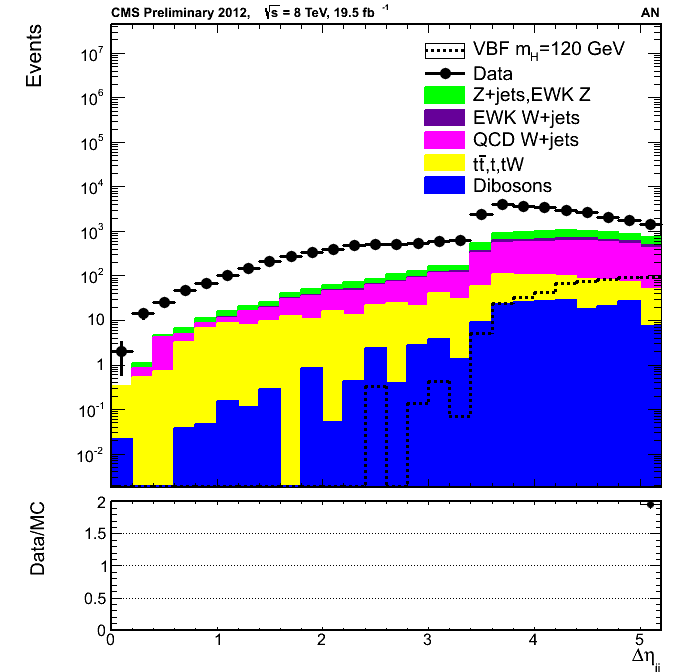 CMS Preliminary 2012, √s = 8 TeV, 19.5 fb⁻¹ AN
Events
10⁷
10⁶
10⁵
10⁴
10³
10²
10
1
10⁻¹
10⁻²
VBF m_H=120 GeV
Data
Z+jets,EWK Z
EWK W+jets
QCD W+jets
tt̄,t,tW
Dibosons
Data/MC
2
1.5
1
0.5
0
0 1 2 3 4 5
Δη_jj